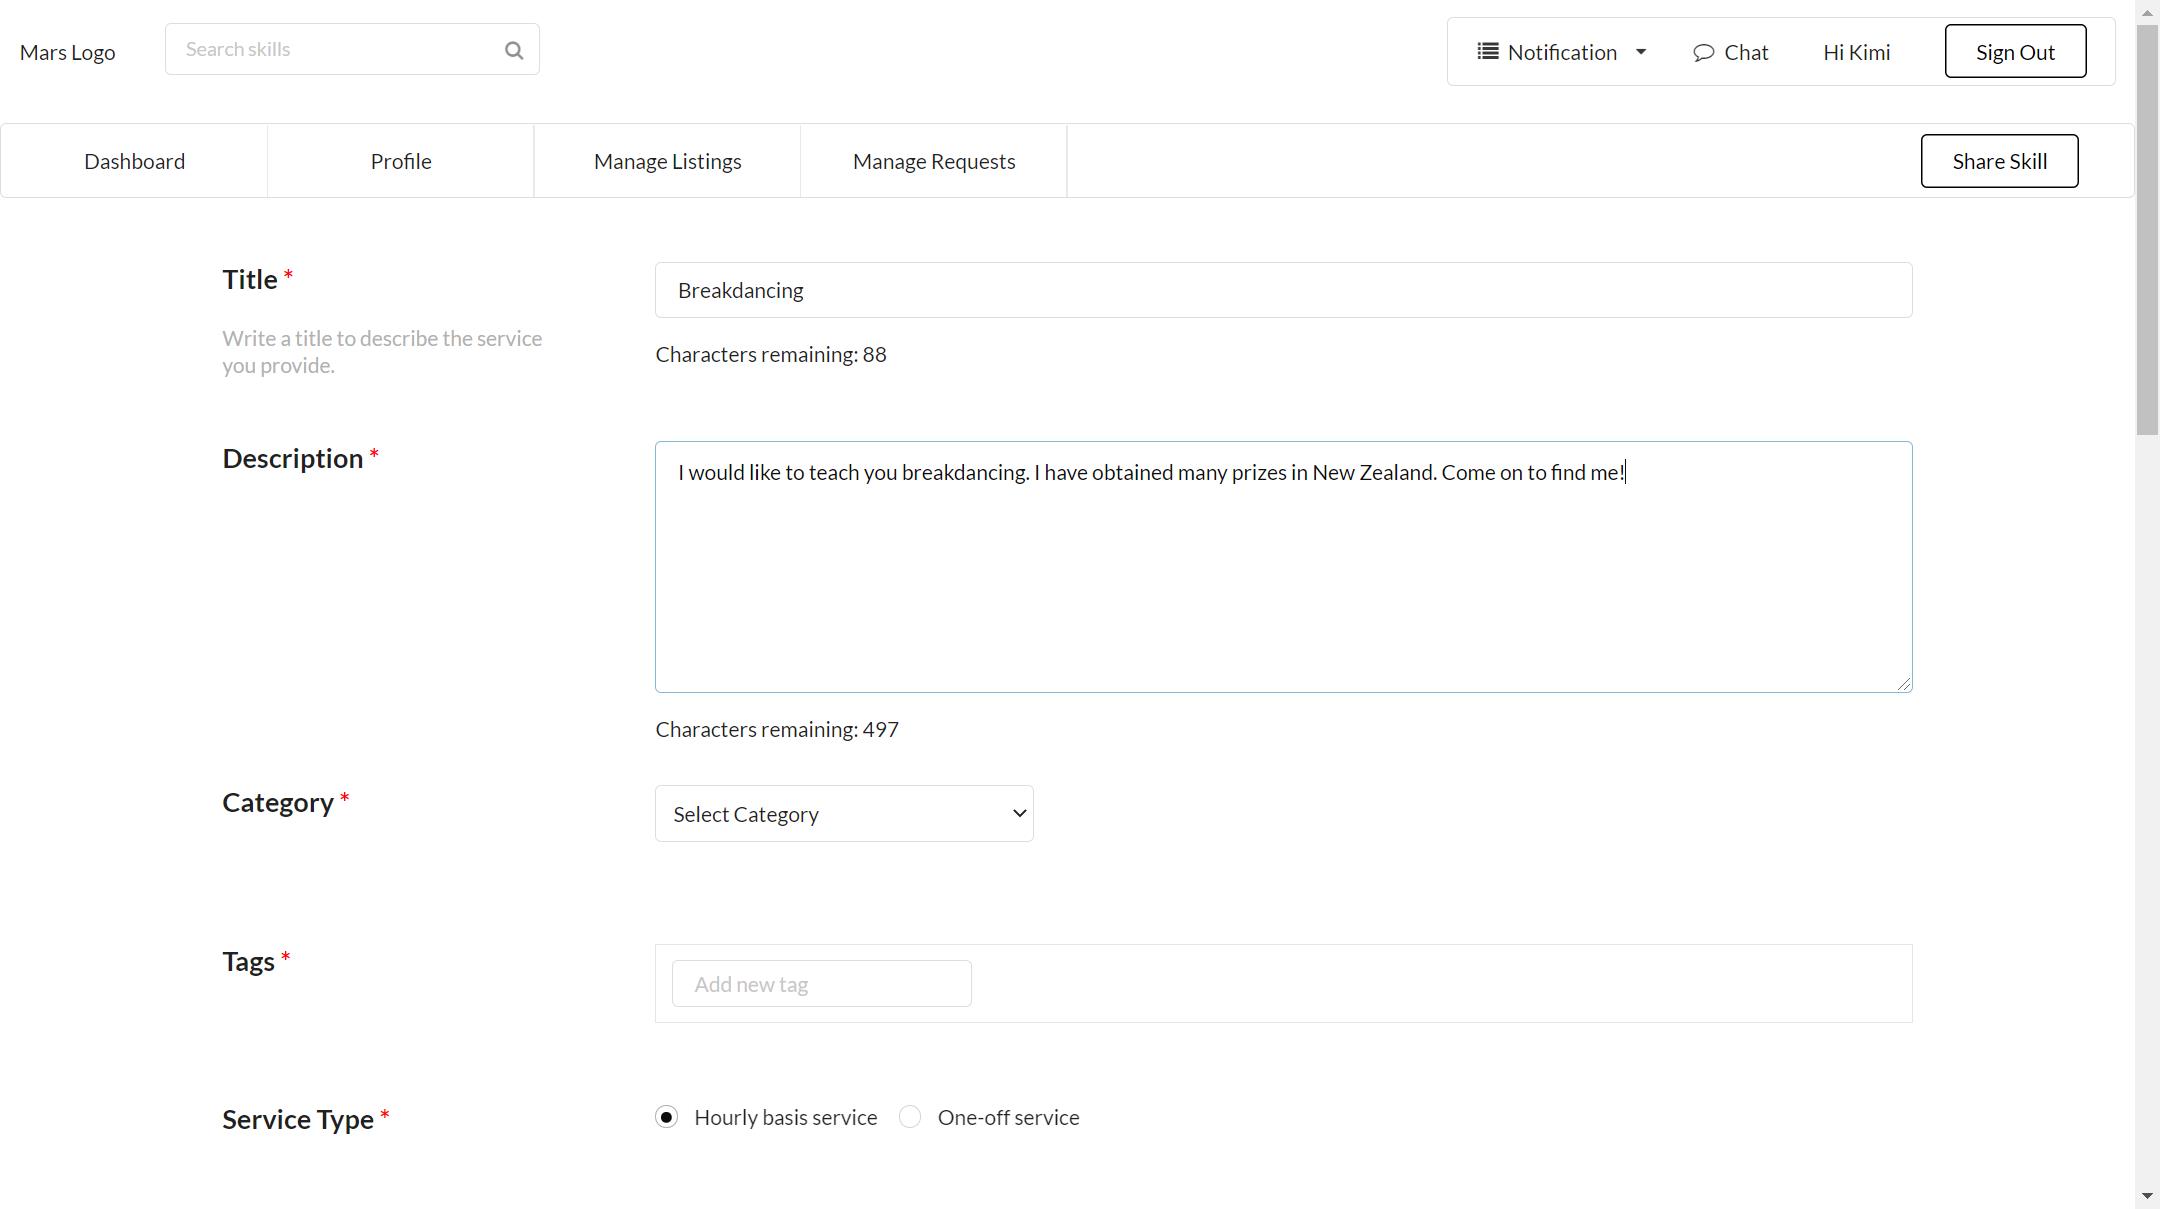 Mars Logo
Search skills
Notification
Chat
Hi Kimi
Sign Out
Dashboard
Profile
Manage Listings
Manage Requests
Share Skill
Title *
Write a title to describe the service
you provide.
Breakdancing
Characters remaining: 88
Description *
I would like to teach you breakdancing. I have obtained many prizes in New Zealand. Come on to find me!
Characters remaining: 497
Category *
Select Category
Tags *
Add new tag
Service Type *
Hourly basis service
One-off service